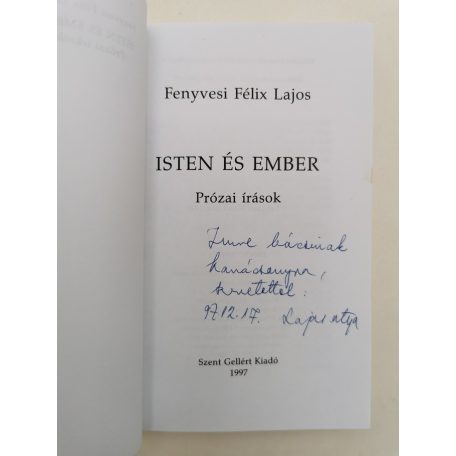 Fenyvesi Félix Lajos
ISTEN ÉS EMBER
Prózai írások
Imre bácsinak
karácsonyra,
szeretettel:
97.12.17. Lajos atya
Szent Gellért Kiadó
1997